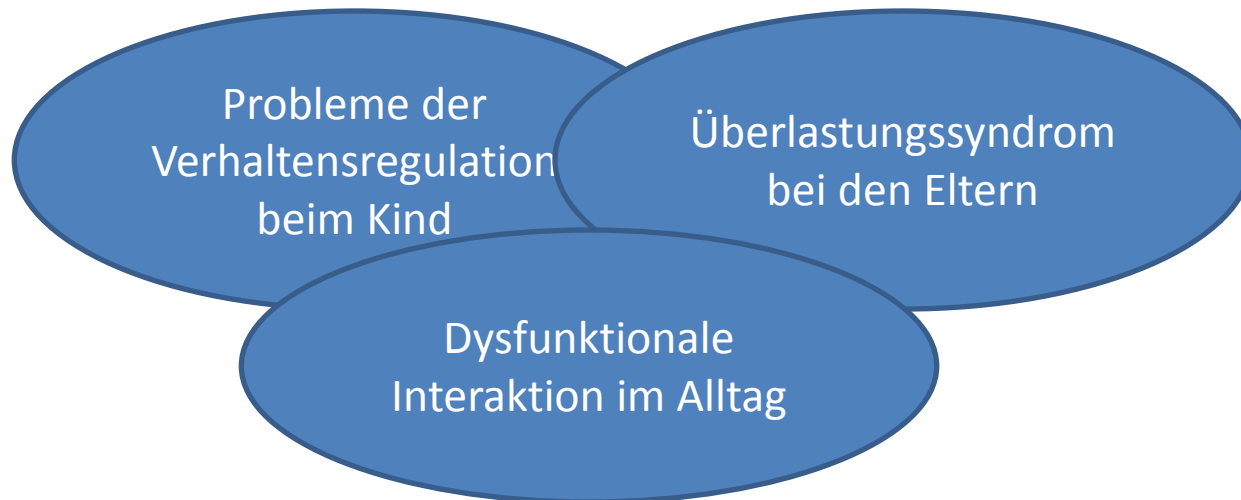 Probleme der
Verhaltensregulation
beim Kind
Überlastungssyndrom
bei den Eltern
Dysfunktionale
Interaktion im Alltag